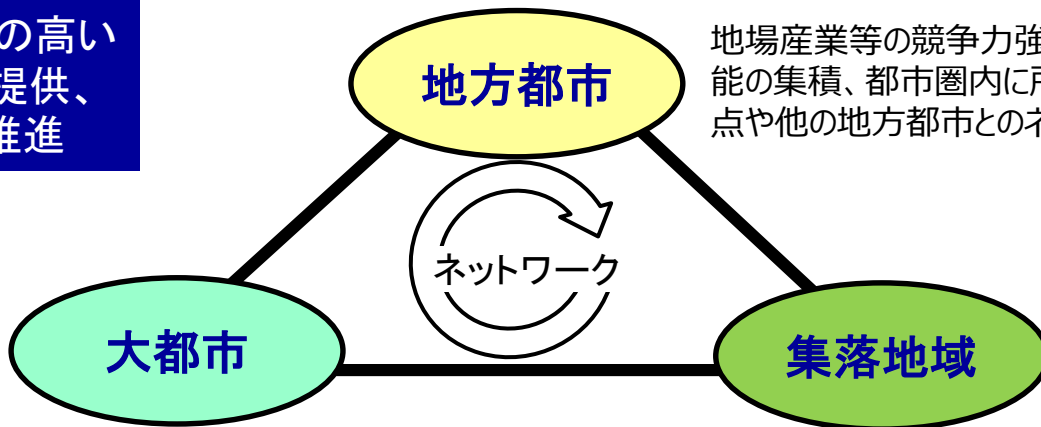 の高い
提供、
推進
地方都市
地場産業等の競争力強
能の集積、都市圏内に
点や他の地方都市とのネ
ネットワーク
大都市
集落地域